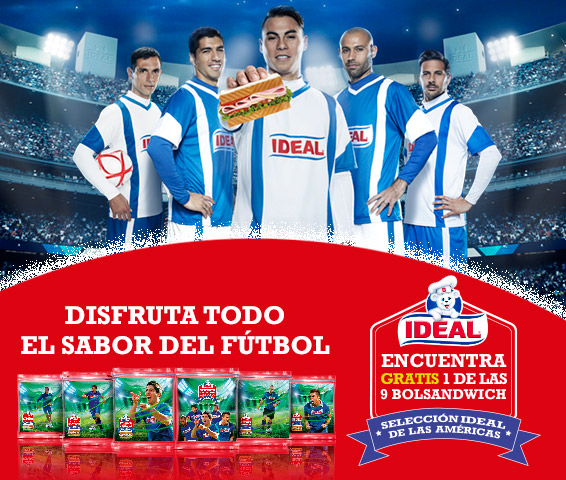 IDEAL
DISFRUTA TODO
EL SABOR DEL FÚTBOL
IDEAL
ENCUENTRA
GRATIS 1 DE LAS
9 BOLSANDWICH
SELECCIÓN IDEAL
DE LAS AMÉRICAS